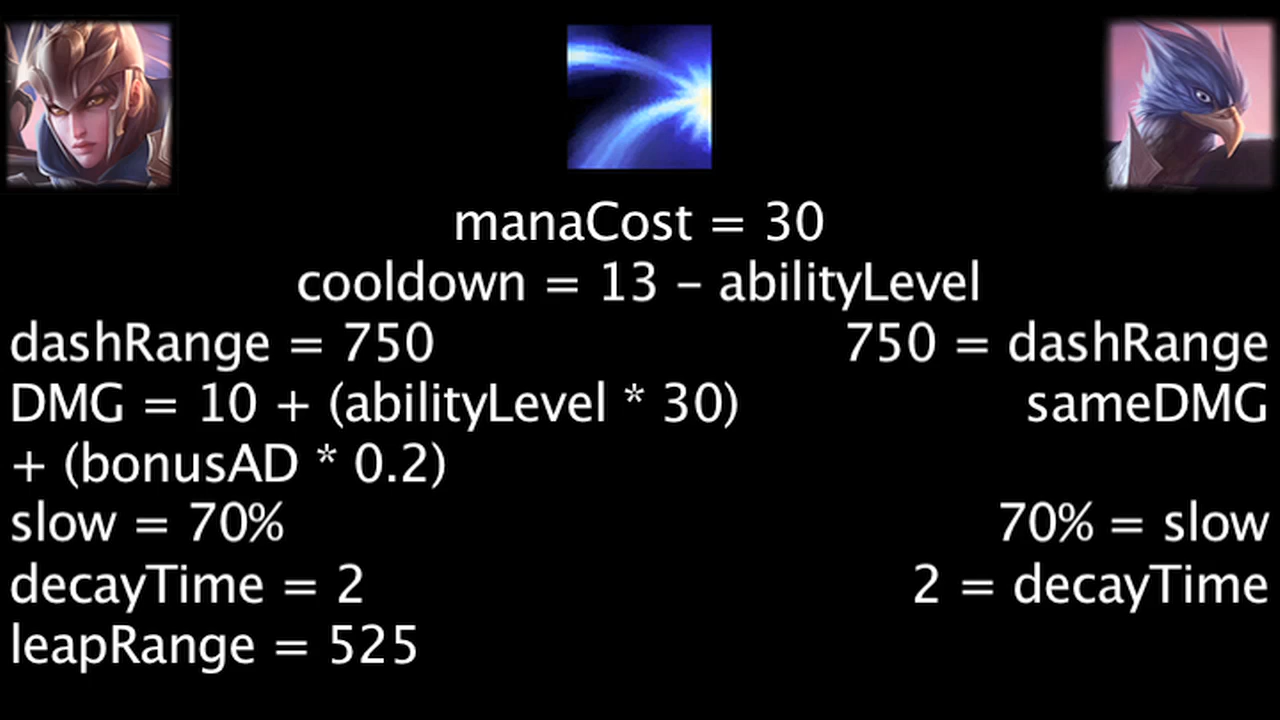 manaCost = 30
cooldown = 13 – abilityLevel
dashRange = 750
750 = dashRange
DMG = 10 + (abilityLevel * 30)
sameDMG
+ (bonusAD * 0.2)
slow = 70%
70% = slow
decayTime = 2
2 = decayTime
leapRange = 525